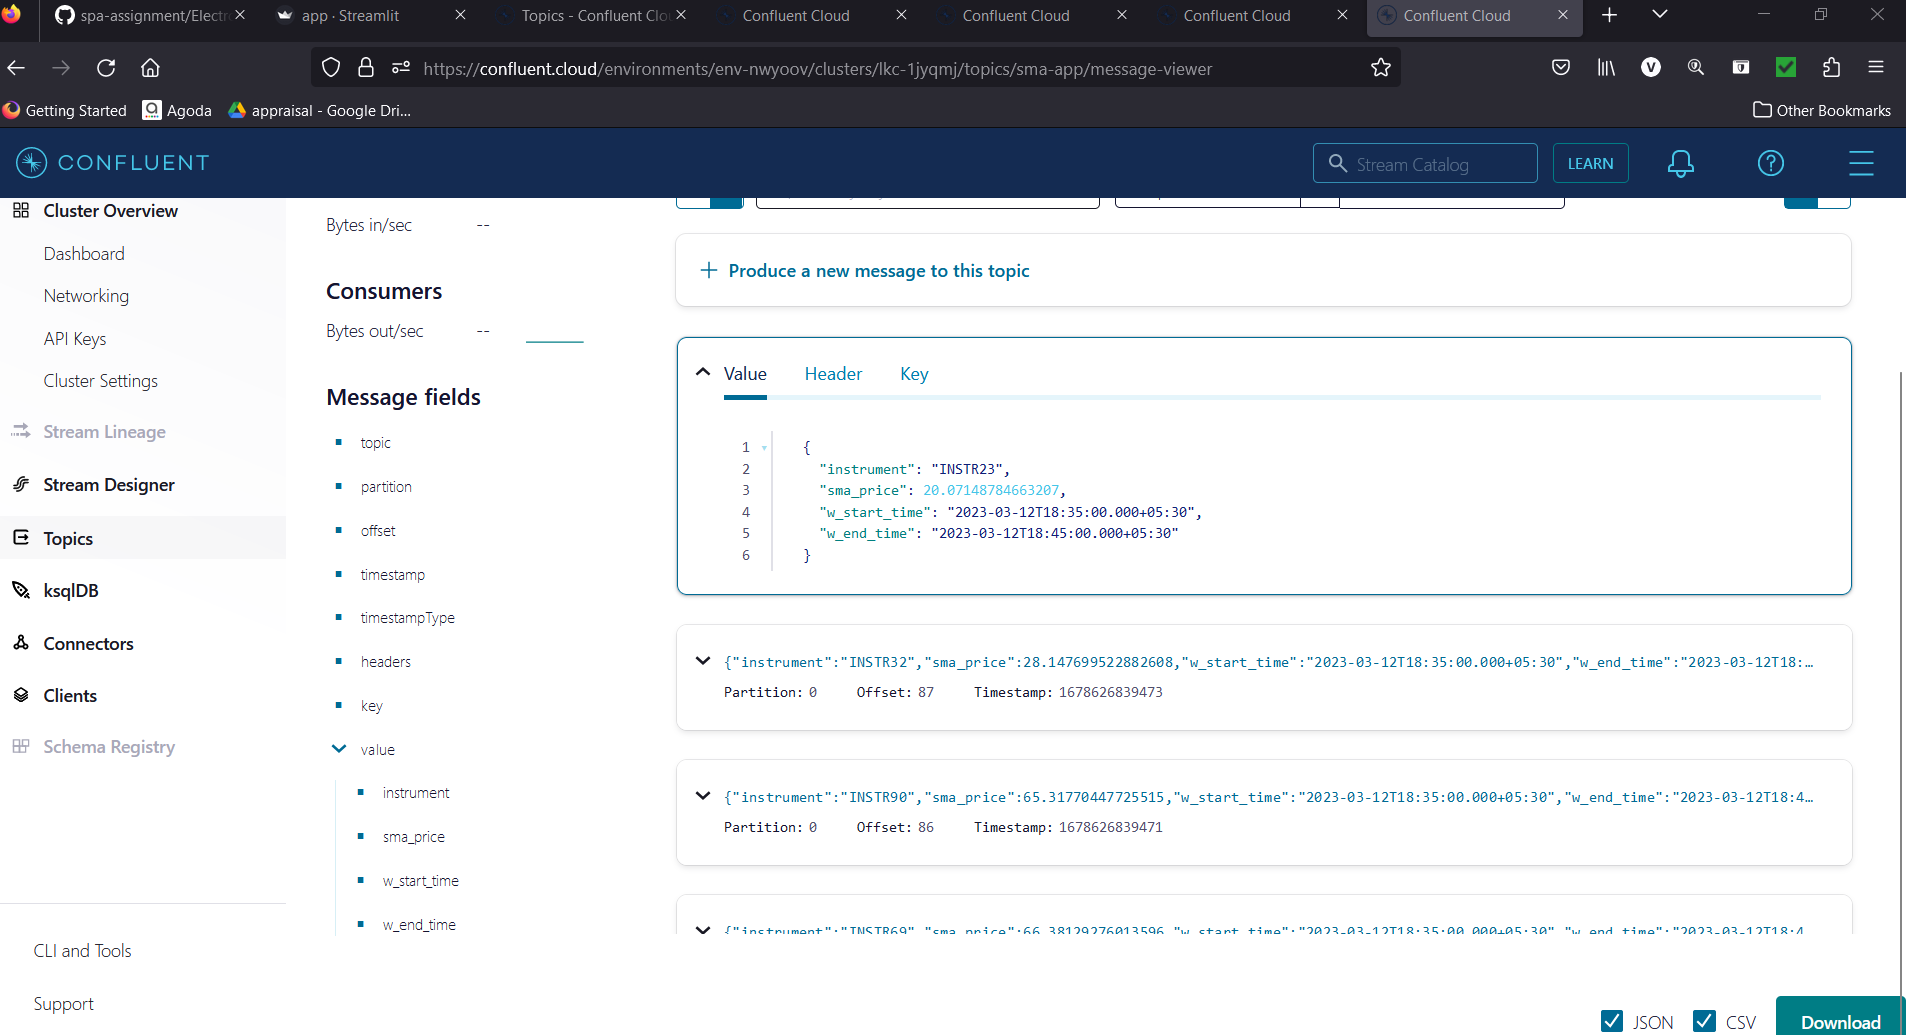 spa-assignment/Electr
app · Streamlit
Topics - Confluent Clou
Confluent Cloud
Confluent Cloud
Confluent Cloud
Confluent Cloud
https://confluent.cloud/environments/env-nwyoov/clusters/lkc-1jyqmj/topics/sma-app/message-viewer
V
Getting Started
Agoda
appraisal - Google Dri...
Other Bookmarks
CONFLUENT
Stream Catalog
LEARN
Cluster Overview
Dashboard
Networking
API Keys
Cluster Settings
Stream Lineage
Stream Designer
Topics
ksqlDB
Connectors
Clients
Schema Registry
CLI and Tools
Support
Bytes in/sec --
Consumers
Bytes out/sec --
Message fields
topic
partition
offset
timestamp
timestampType
headers
key
value
instrument
sma_price
w_start_time
w_end_time
+ Produce a new message to this topic
Value Header Key
1 {
2 "instrument": "INSTR23",
3 "sma_price": 20.07148784663207,
4 "w_start_time": "2023-03-12T18:35:00.000+05:30",
5 "w_end_time": "2023-03-12T18:45:00.000+05:30"
6 }
{"instrument":"INSTR32","sma_price":28.147699522882608,"w_start_time":"2023-03-12T18:35:00.000+05:30","w_end_time":"2023-03-12T18:...
Partition: 0 Offset: 87 Timestamp: 1678626839473
{"instrument":"INSTR90","sma_price":65.31770447725515,"w_start_time":"2023-03-12T18:35:00.000+05:30","w_end_time":"2023-03-12T18:4...
Partition: 0 Offset: 86 Timestamp: 1678626839471
{"instrument":"INSTR69","sma_price":66.38129276013596,"w_start_time":"2023-03-12T18:35:00.000+05:30","w_end_time":"2023-03-12T18:4...
JSON CSV Download